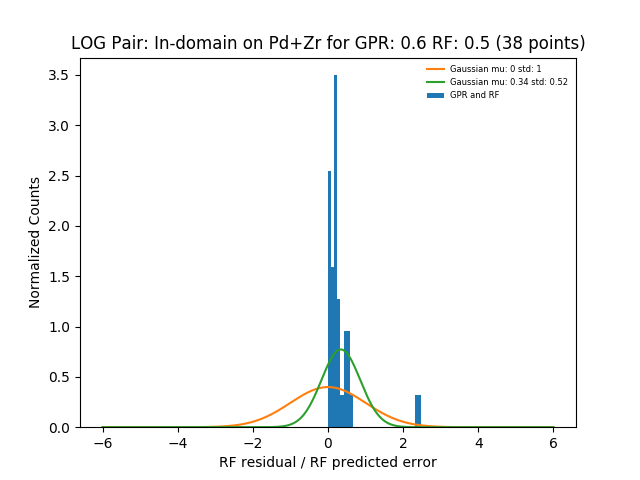 LOG Pair: In-domain on Pd+Zr for GPR: 0.6 RF: 0.5 (38 points)
Gaussian mu: 0 std: 1
Gaussian mu: 0.34 std: 0.52
GPR and RF
Normalized Counts
3.5
3.0
2.5
2.0
1.5
1.0
0.5
0.0
−6 −4 −2 0 2 4 6
RF residual / RF predicted error